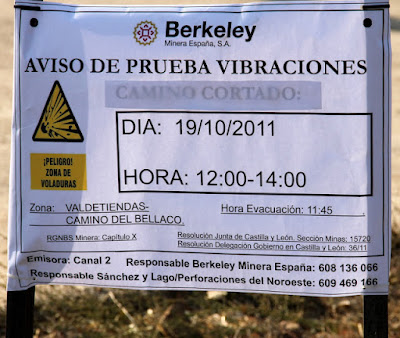 Berkeley
Minera España, S.A.
AVISO DE PRUEBA VIBRACIONES
CAMINO CORTADO:
DIA: 19/10/2011
HORA: 12:00-14:00
¡PELIGRO!
ZONA DE
VOLADURAS
Zona: VALDETIENDAS-
CAMINO DEL BELLACO.
Hora Evacuación: 11:45
RGNBS Minera: Capítulo X
Resolución Junta de Castilla y León. Sección Minas: 15720
Resolución Delegación Gobierno en Castilla y León: 36/11
Emisora: Canal 2 Responsable Berkeley Minera España: 608 136 066
Responsable Sánchez y Lago/Perforaciones del Noroeste: 609 469 166